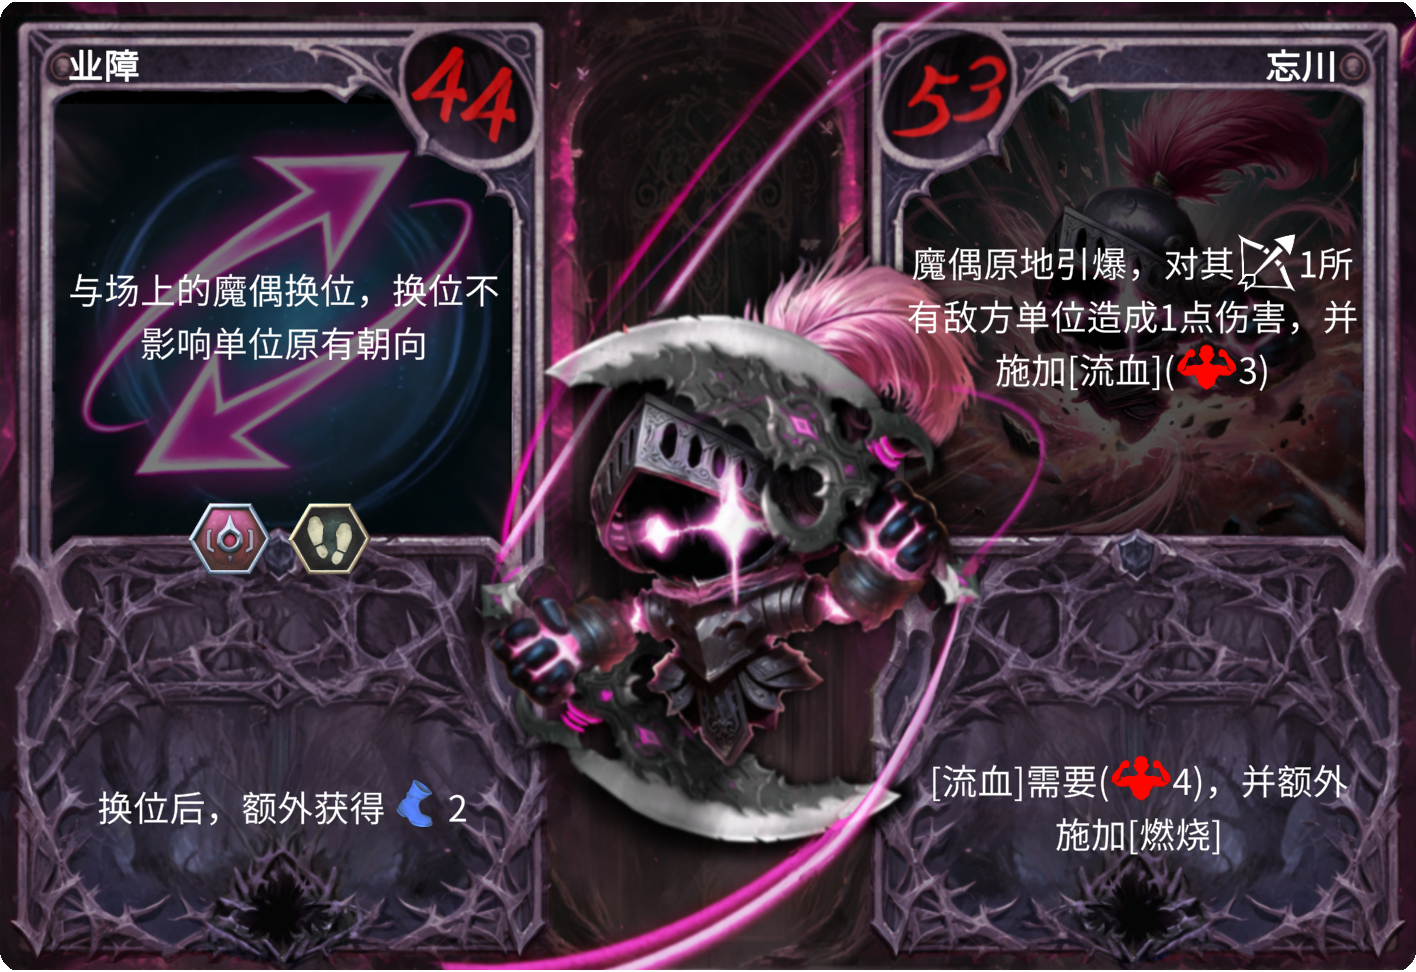 业障
44
与场上的魔偶换位，换位不
影响单位原有朝向
换位后，额外获得 2
53
忘川
魔偶原地引爆，对其1所
有敌方单位造成1点伤害，并
施加[流血](3)
[流血]需要(4)，并额外
施加[燃烧]